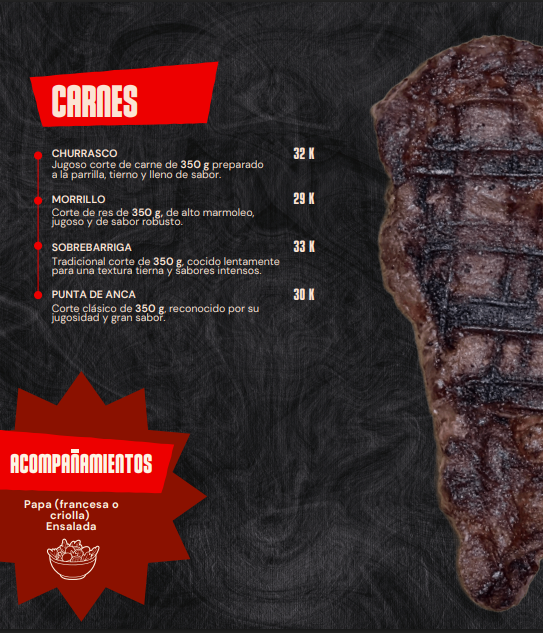 CARNES
CHURRASCO 32 K
Jugoso corte de carne de 350 g preparado
a la parrilla, tierno y lleno de sabor.
MORRILLO 29 K
Corte de res de 350 g, de alto marmoleo,
jugoso y de sabor robusto.
SOBREBARRIGA 33 K
Tradicional corte de 350 g, cocido lentamente
para una textura tierna y sabores intensos.
PUNTA DE ANCA 30 K
Corte clásico de 350 g, reconocido por su
jugosidad y gran sabor.
ACOMPAÑAMIENTOS
Papa (francesa o
criolla)
Ensalada